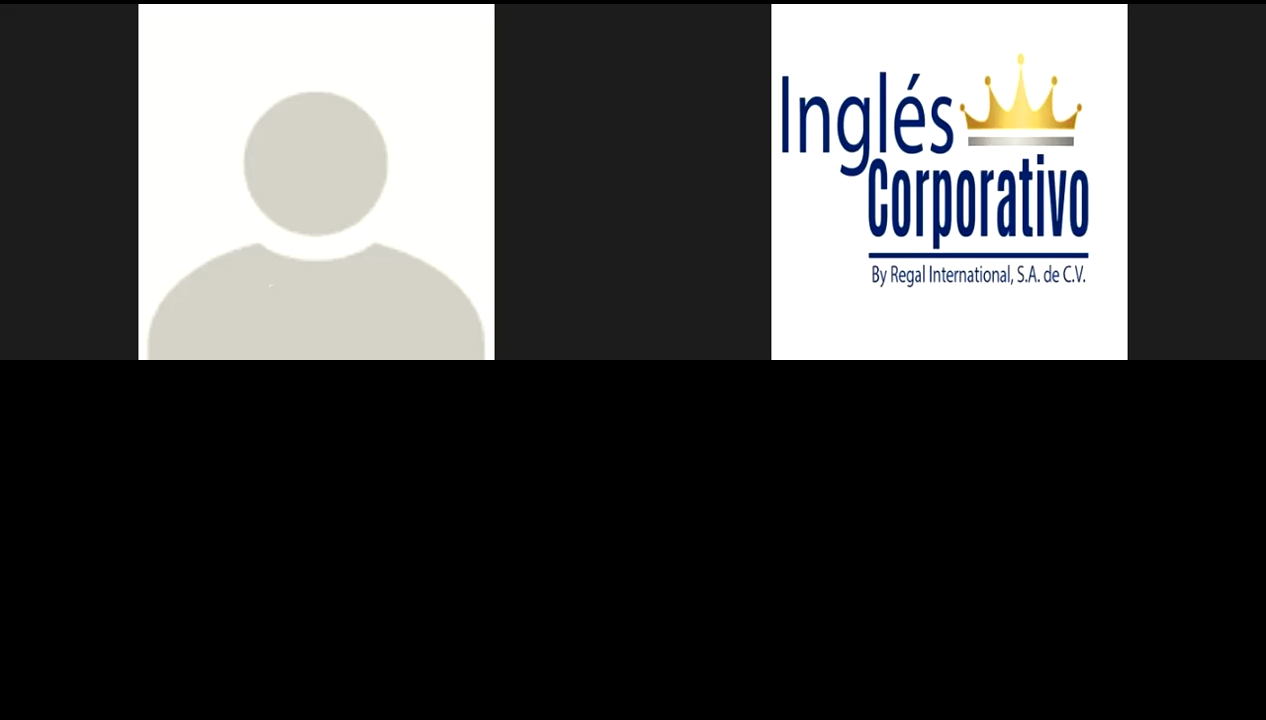 Inglés
Corporativo
By Regal International, S.A. de C.V.